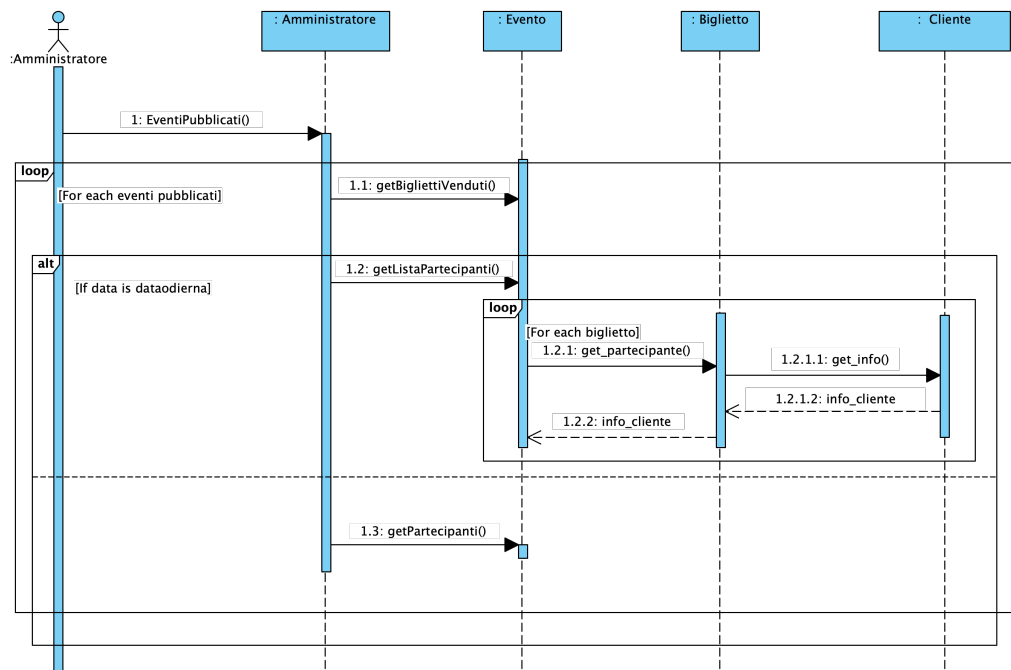 : Amministratore
: Evento
: Biglietto
: Cliente
:Amministratore
1: EventiPubblicati()
loop
[For each eventi pubblicati]
1.1: getBigliettiVenduti()
alt
[If data is dataodierna]
1.2: getListaPartecipanti()
loop
[For each biglietto]
1.2.1: get_partecipante()
1.2.1.1: get_info()
1.2.1.2: info_cliente
1.2.2: info_cliente
1.3: getPartecipanti()